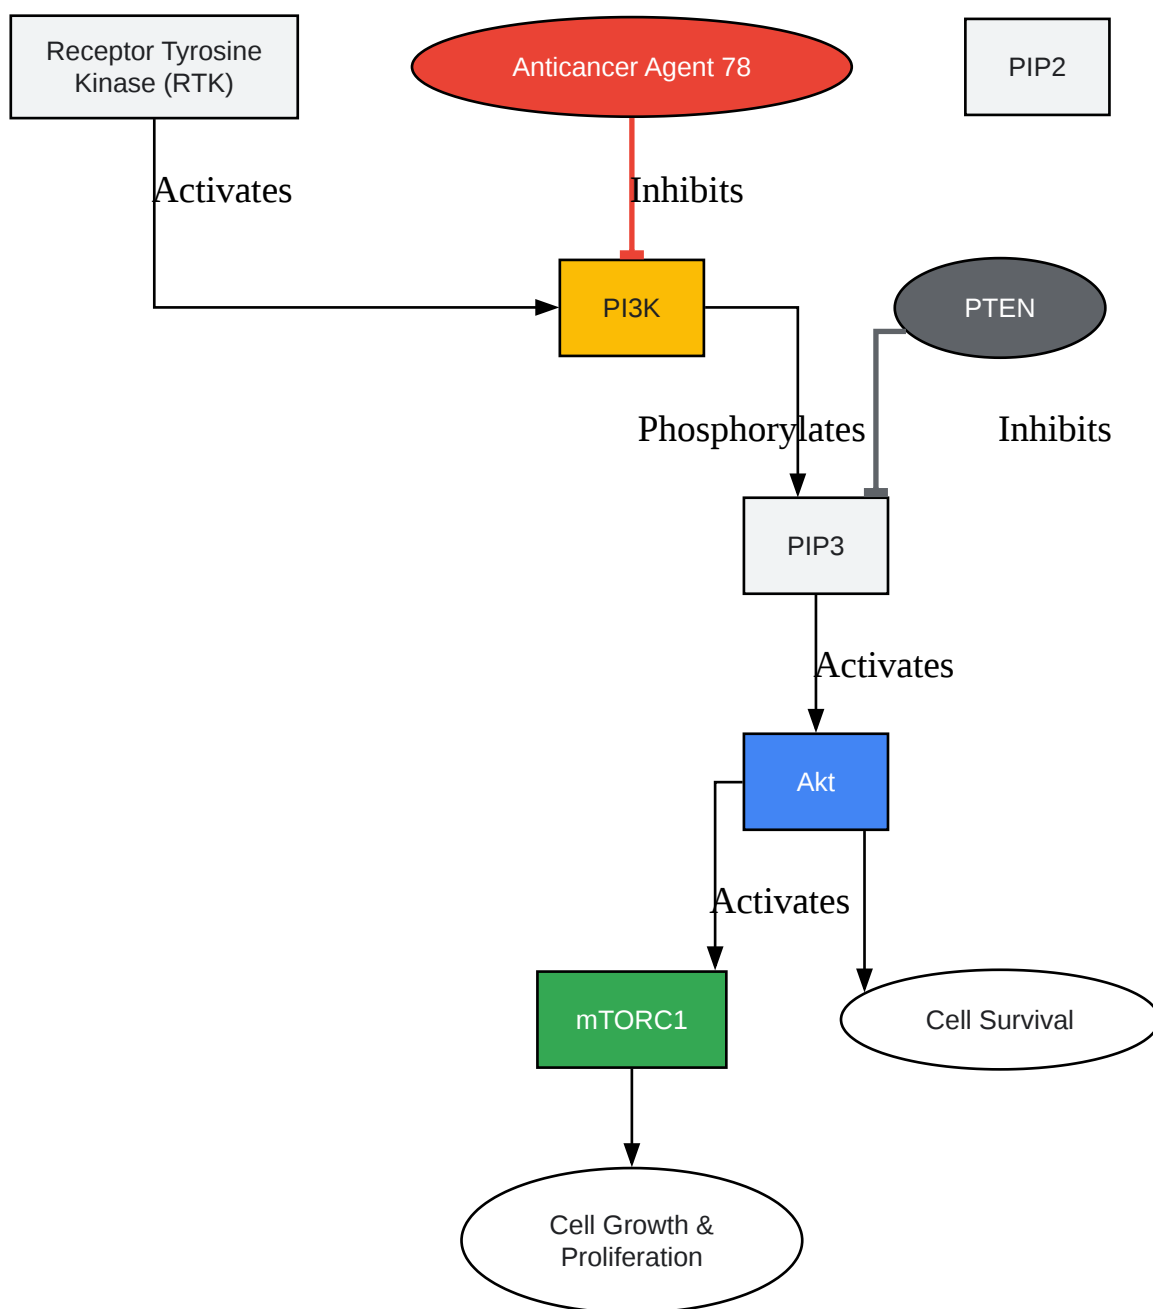 Receptor Tyrosine
Kinase (RTK)
Anticancer Agent 78
PIP2
Activates
Inhibits
PI3K
PTEN
Phosphorylates
Inhibits
PIP3
Activates
Akt
Activates
mTORC1
Cell Survival
Cell Growth &
Proliferation